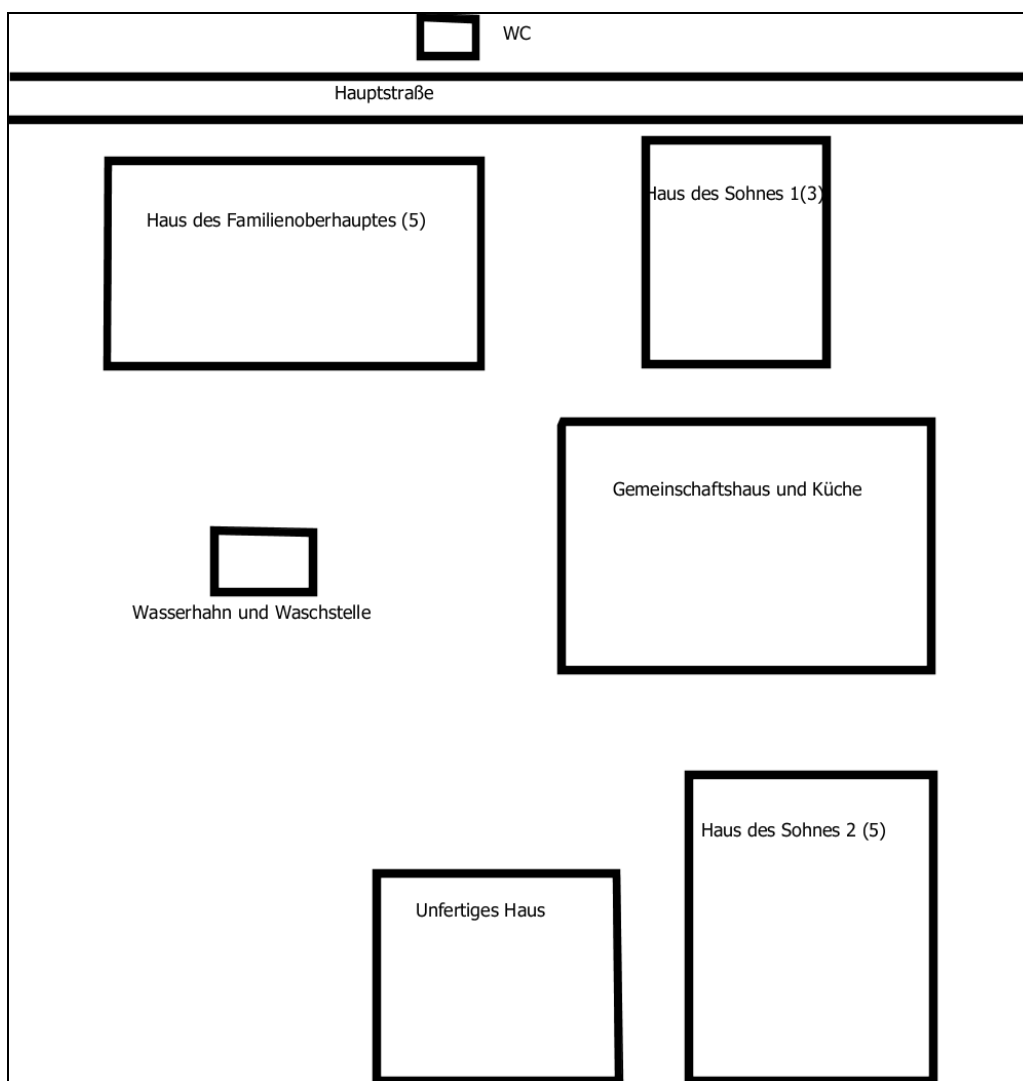 WC
Hauptstraße
Haus des Familienoberhauptes (5)
Haus des Sohnes 1(3)
Gemeinschaftshaus und Küche
Wasserhahn und Waschstelle
Haus des Sohnes 2 (5)
Unfertiges Haus